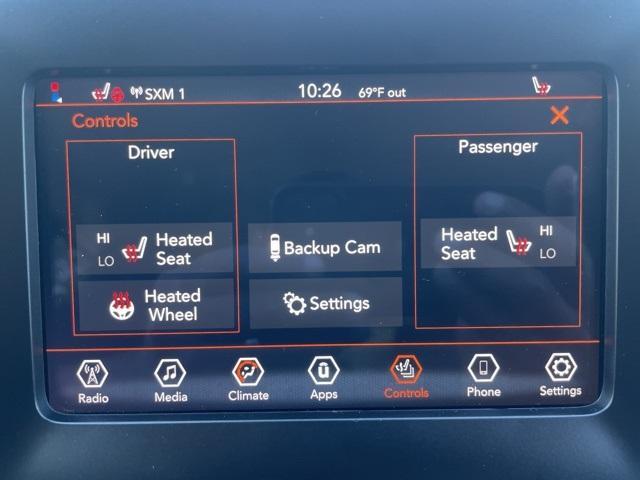 SXM 1
10:26
69°F out
Controls
Driver
Passenger
HI
LO
Heated
Seat
Backup Cam
Heated
Seat
HI
LO
Heated
Wheel
Settings
Radio
Media
Climate
Apps
Controls
Phone
Settings